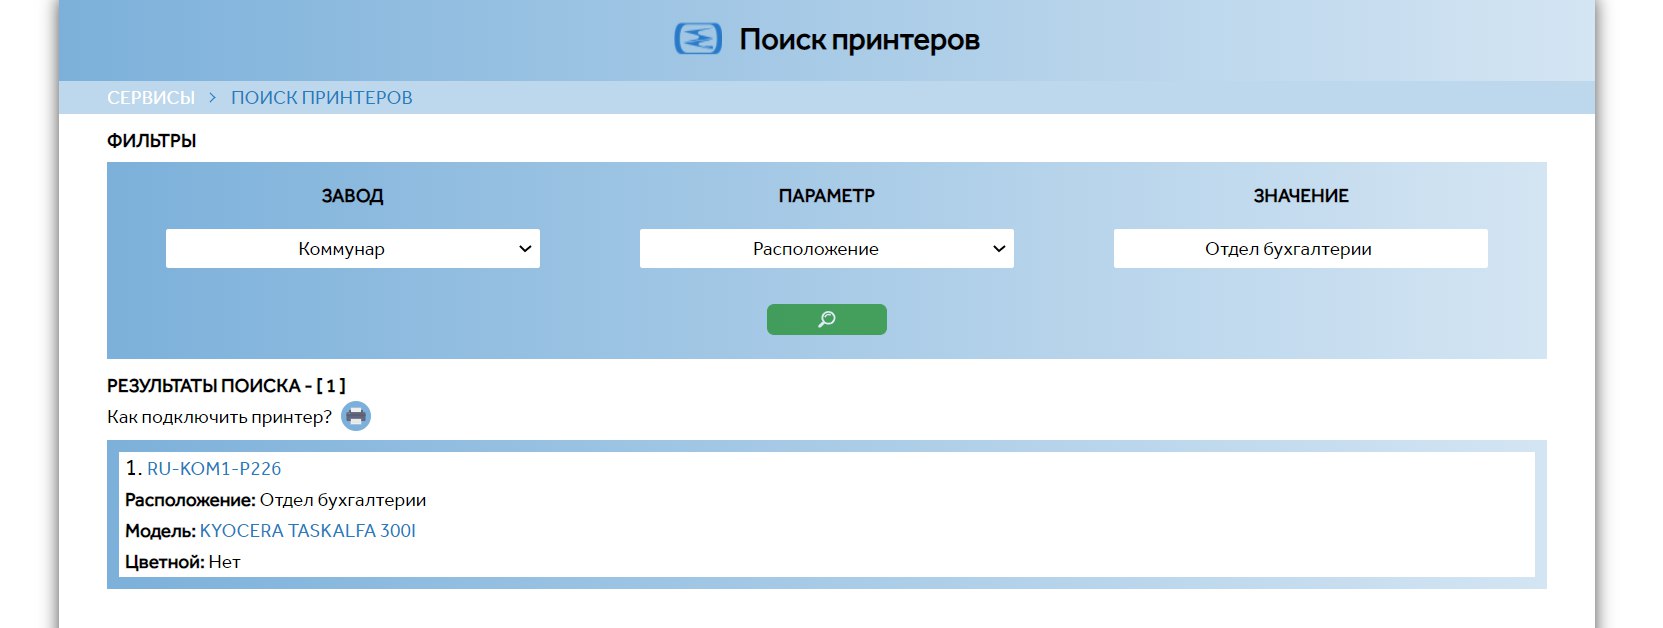 Поиск принтеров
СЕРВИСЫ > ПОИСК ПРИНТЕРОВ
ФИЛЬТРЫ
ЗАВОД ПАРАМЕТР ЗНАЧЕНИЕ
Коммунар Расположение Отдел бухгалтерии
РЕЗУЛЬТАТЫ ПОИСКА - [ 1 ]
Как подключить принтер?
1. RU-KOM1-P226
Расположение: Отдел бухгалтерии
Модель: KYOCERA TASKALFA 300I
Цветной: Нет